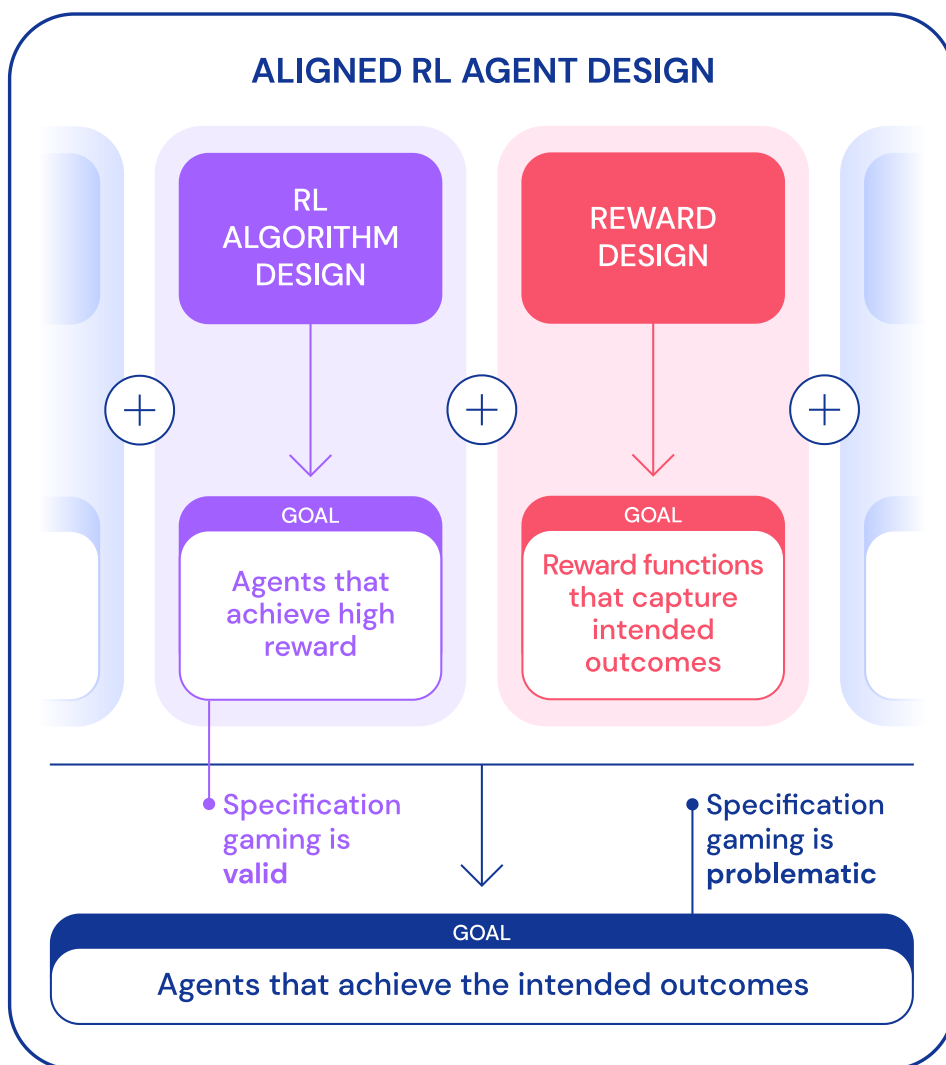 ALIGNED RL AGENT DESIGN
RL
ALGORITHM
DESIGN
REWARD
DESIGN
GOAL
Agents that
achieve high
reward
GOAL
Reward functions
that capture
intended
outcomes
Specification
gaming is
valid
Specification
gaming is
problematic
GOAL
Agents that achieve the intended outcomes